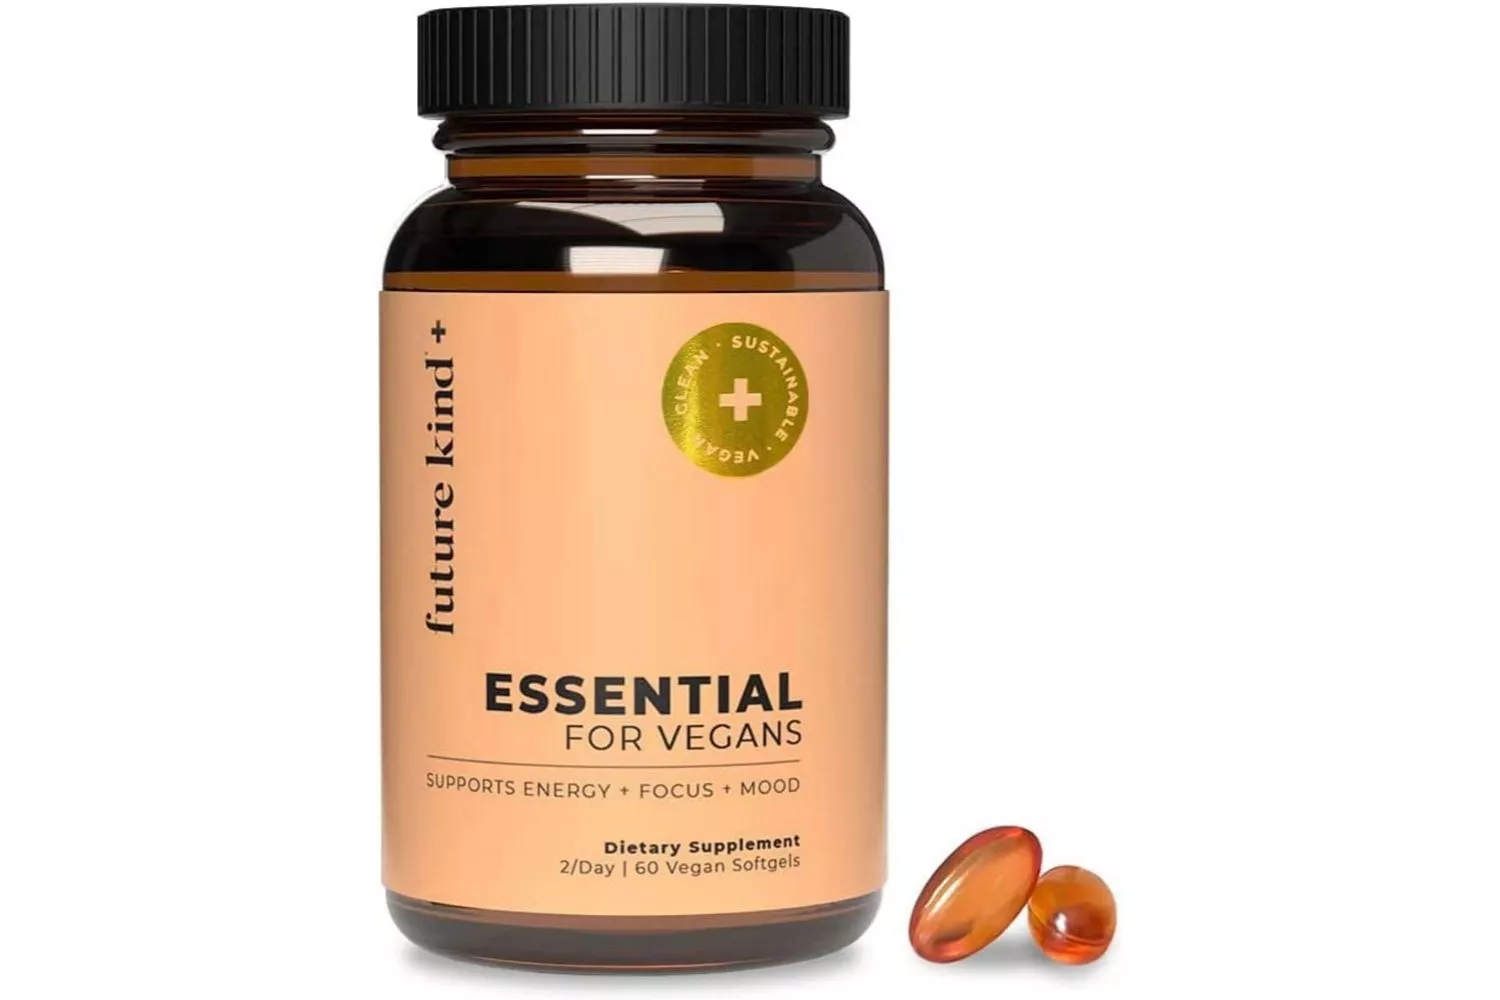 future kind +
CLEAN · SUSTAINABLE · VEGAN
ESSENTIAL
FOR VEGANS
SUPPORTS ENERGY + FOCUS + MOOD
Dietary Supplement
2/Day | 60 Vegan Softgels